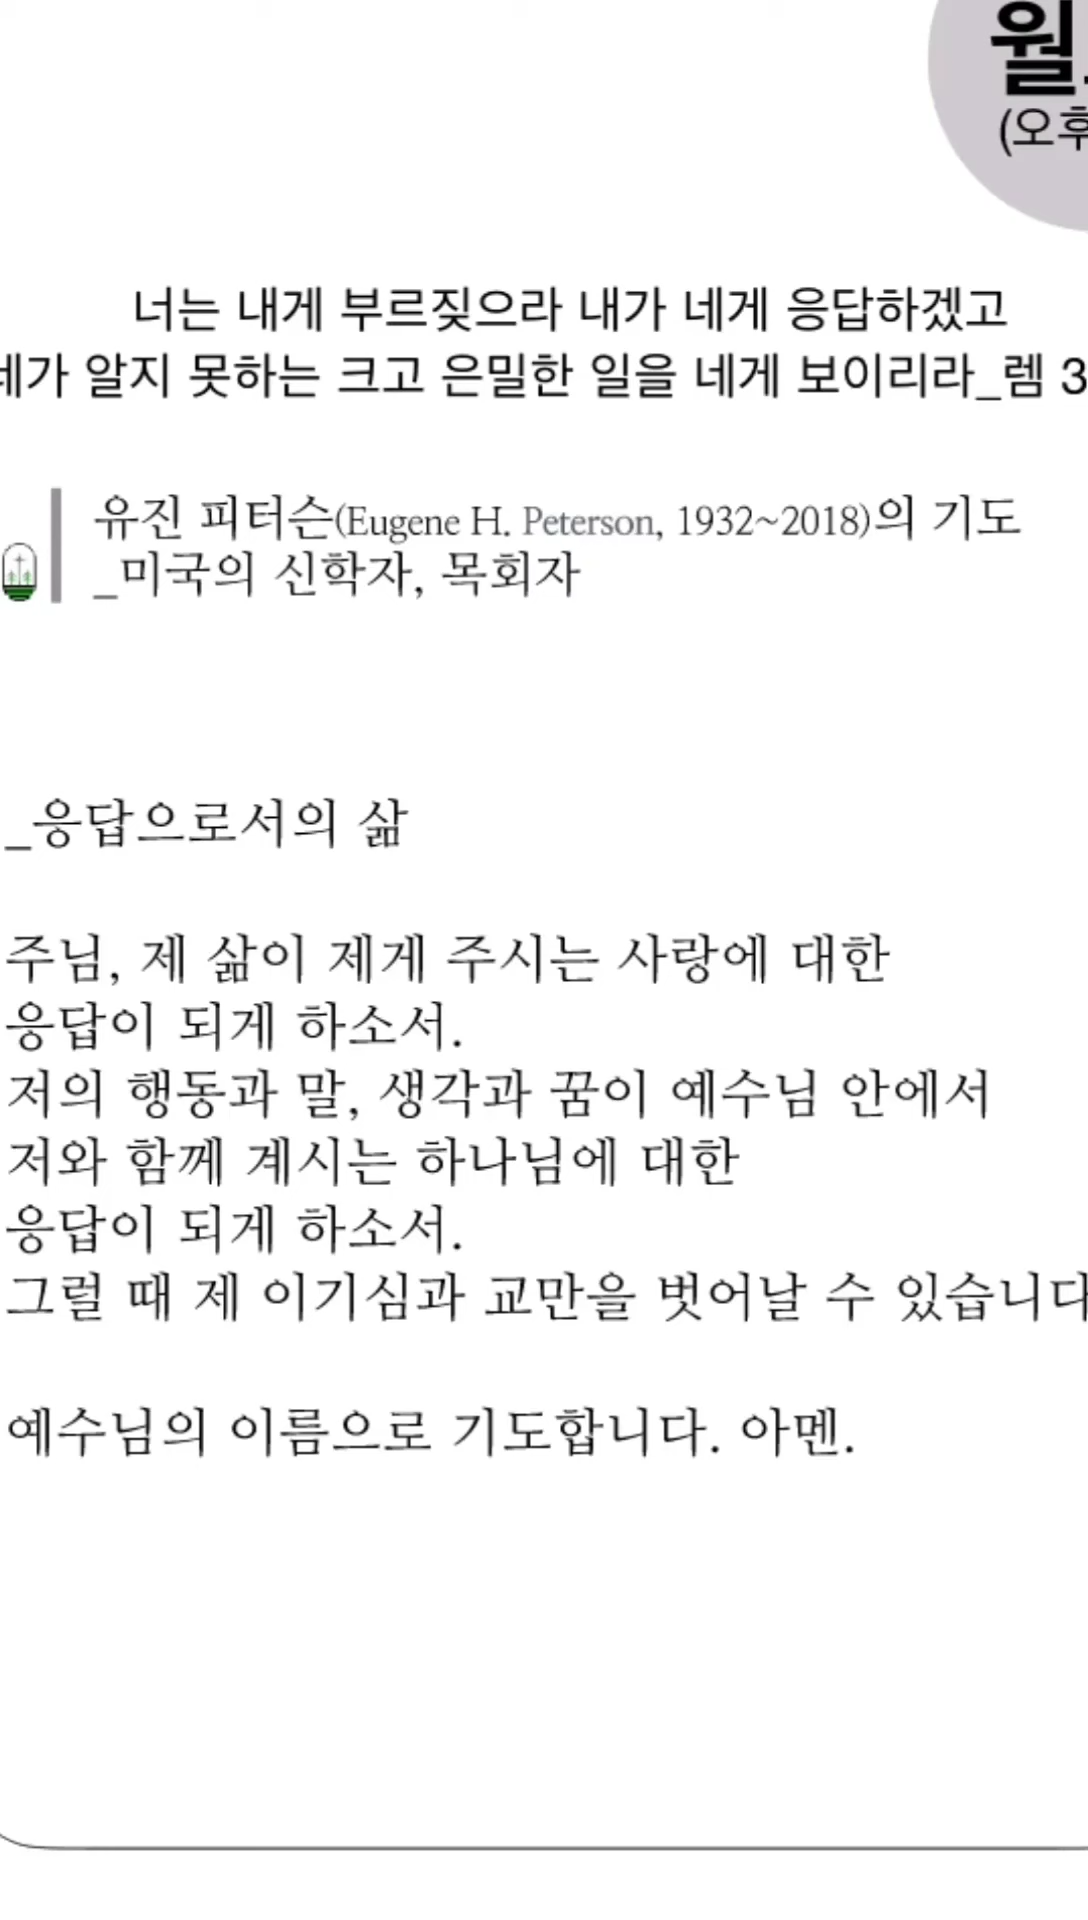 (오후
너는 내게 부르짖으라 내가 네게 응답하겠고
네가 알지 못하는 크고 은밀한 일을 네게 보이리라_렘 3
유진 피터슨(Eugene H. Peterson, 1932~2018)의 기도
_미국의 신학자, 목회자
_응답으로서의 삶
주님, 제 삶이 제게 주시는 사랑에 대한
응답이 되게 하소서.
저의 행동과 말, 생각과 꿈이 예수님 안에서
저와 함께 계시는 하나님에 대한
응답이 되게 하소서.
그럴 때 제 이기심과 교만을 벗어날 수 있습니다
예수님의 이름으로 기도합니다. 아멘.